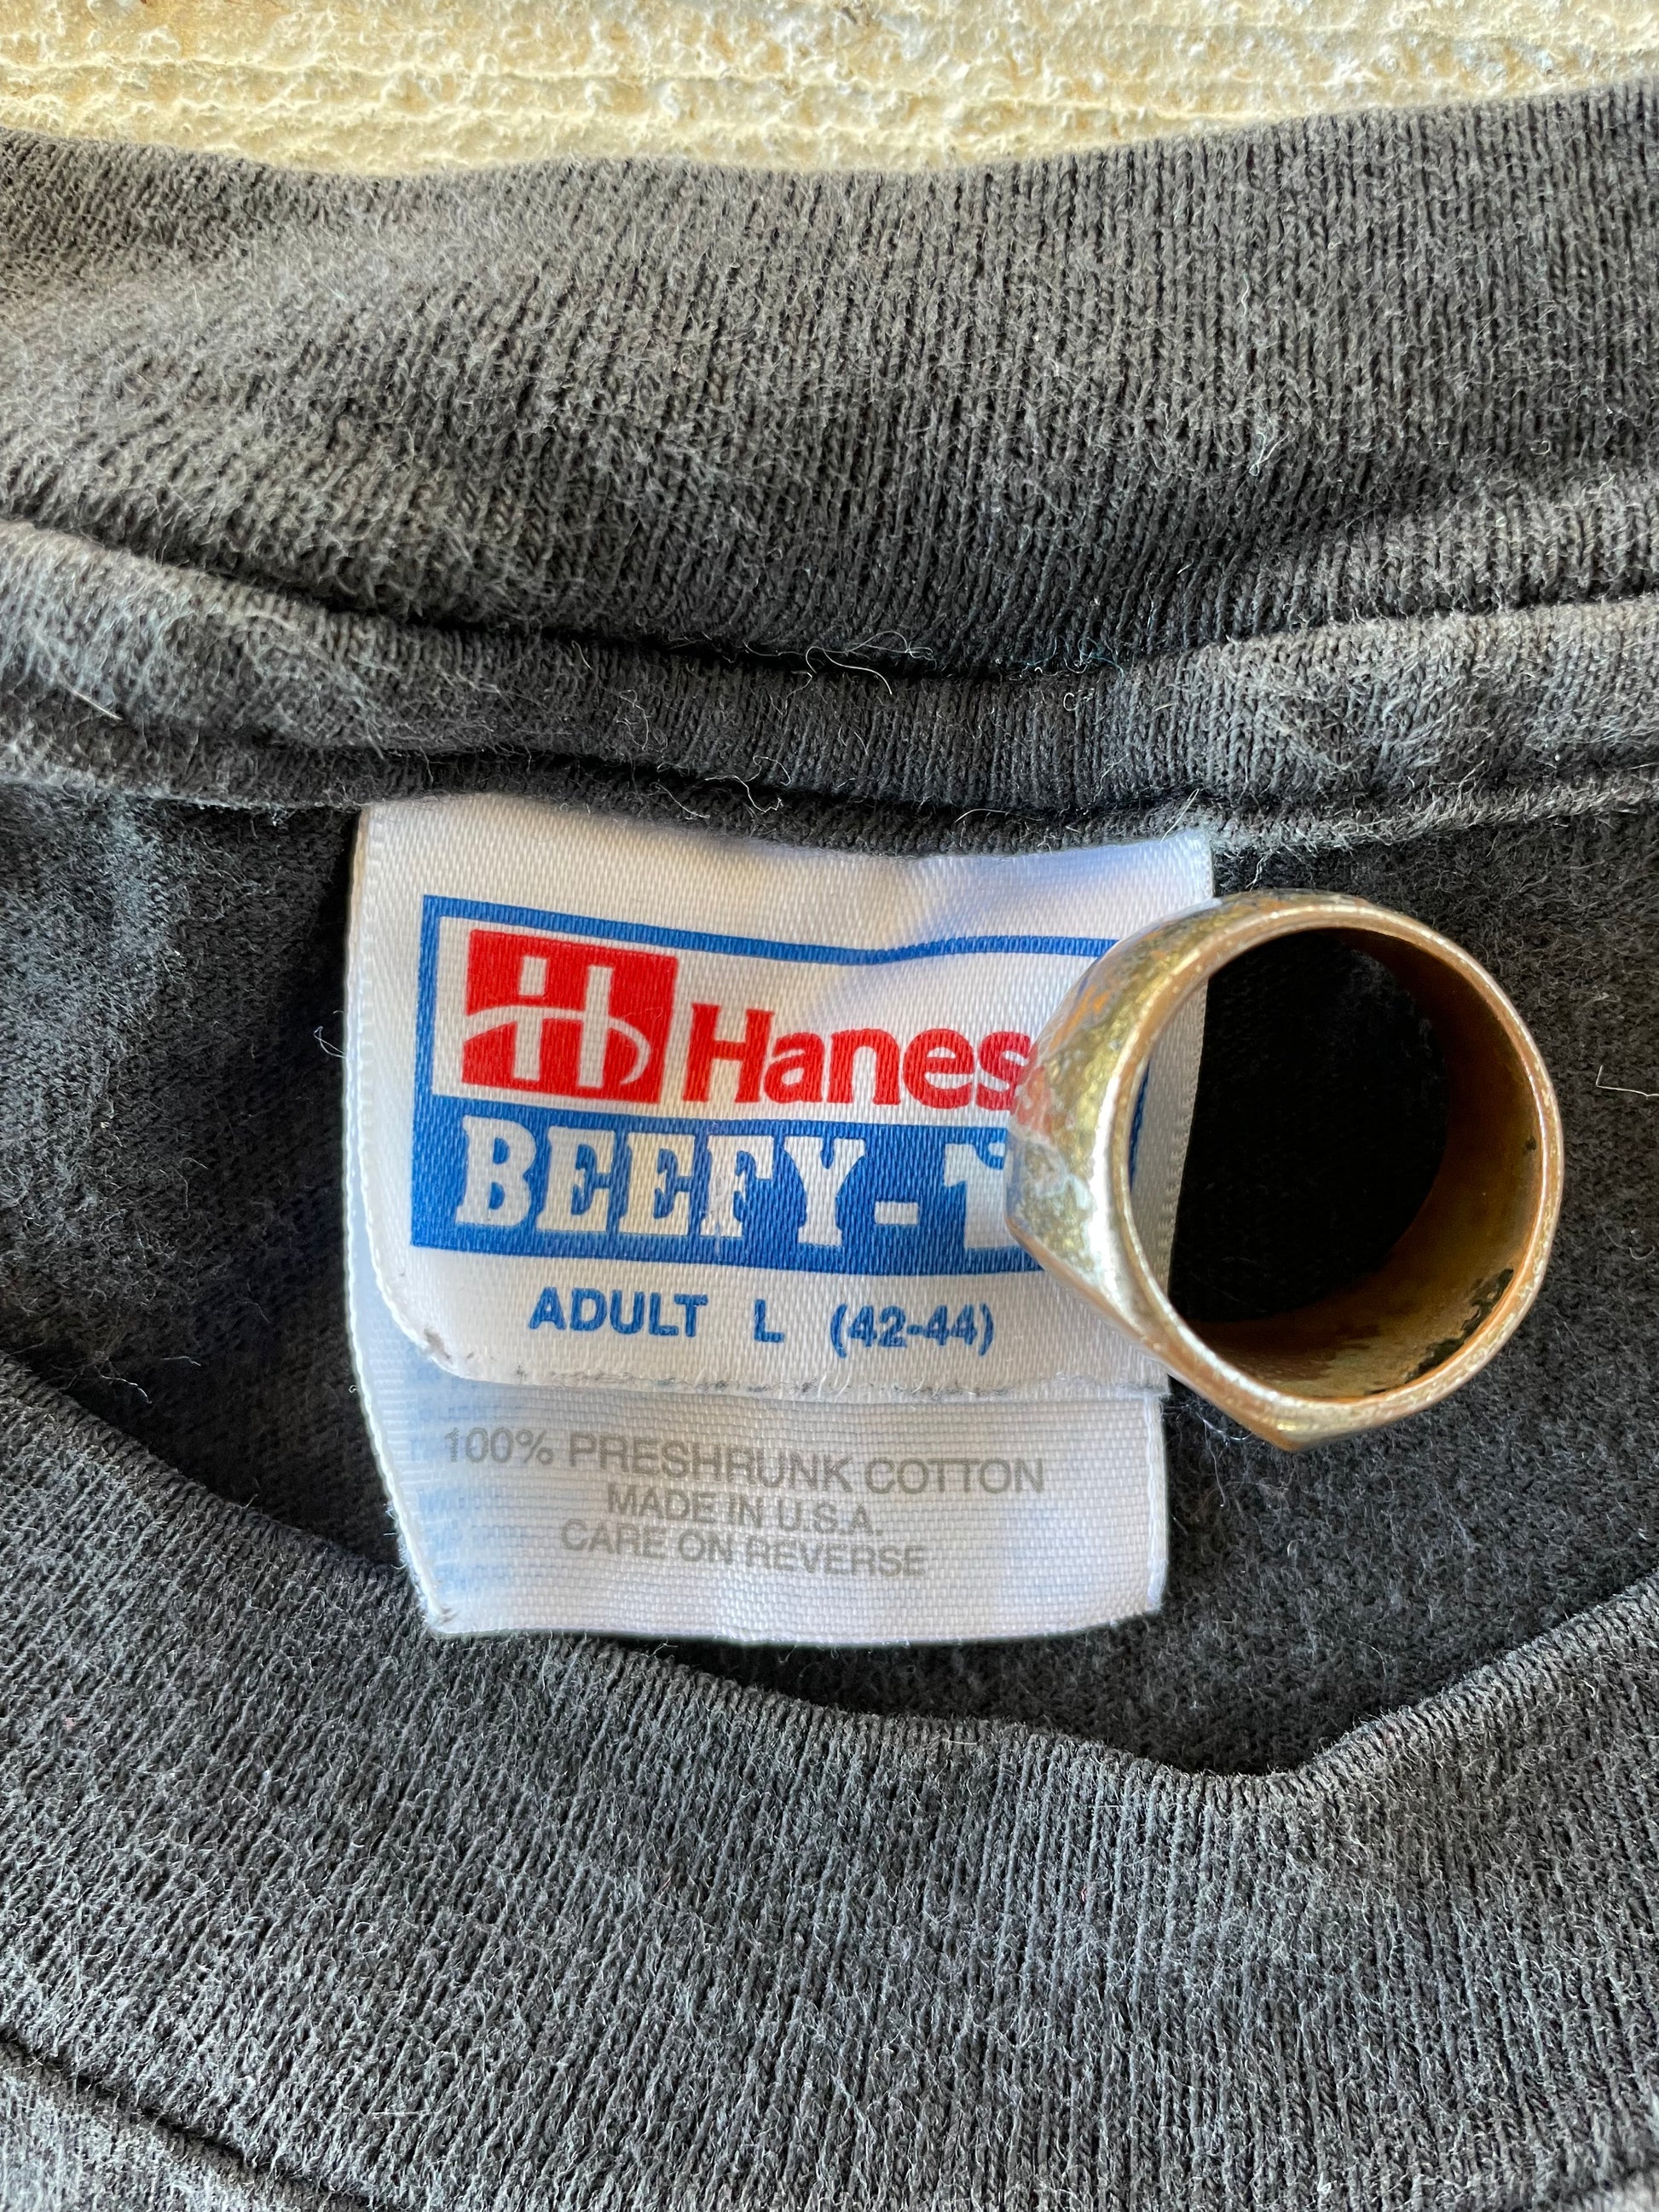 Hanes
BEEFY-T
ADULT L (42-44)
100% PRESHRUNK COTTON
MADE IN U.S.A.
CARE ON REVERSE